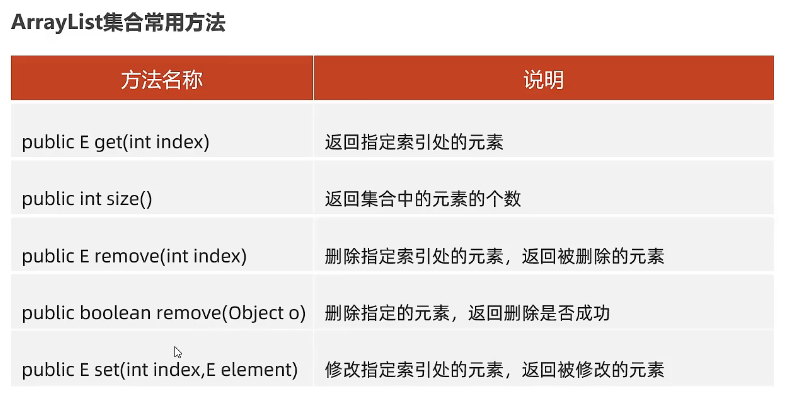 ArrayList集合常用方法
方法名称 说明
public E get(int index) 返回指定索引处的元素
public int size() 返回集合中的元素的个数
public E remove(int index) 删除指定索引处的元素，返回被删除的元素
public boolean remove(Object o) 删除指定的元素，返回删除是否成功
public E set(int index,E element) 修改指定索引处的元素，返回被修改的元素